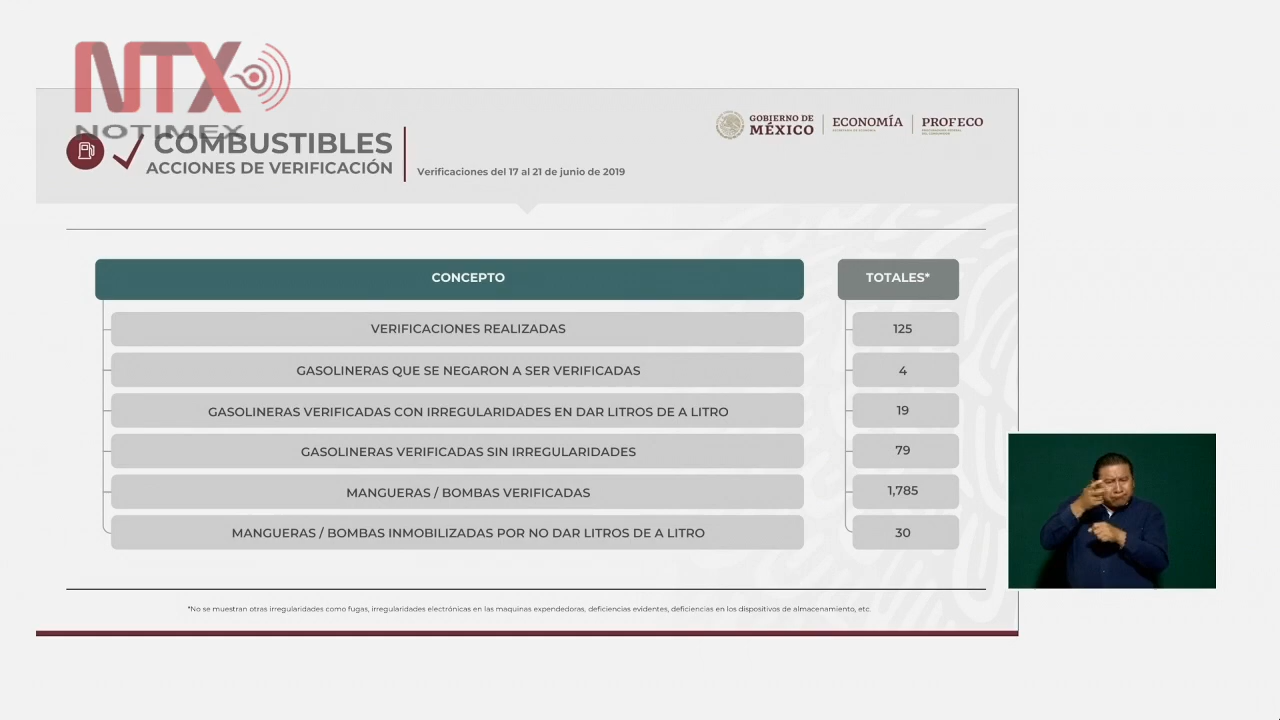 NTX
NOTIMEX
COMBUSTIBLES
ACCIONES DE VERIFICACIÓN
Verificaciones del 17 al 21 de junio de 2019
GOBIERNO DE
MÉXICO
ECONOMÍA
PROFECO
CONCEPTO
TOTALES*
VERIFICACIONES REALIZADAS
125
GASOLINERAS QUE SE NEGARON A SER VERIFICADAS
4
GASOLINERAS VERIFICADAS CON IRREGULARIDADES EN DAR LITROS DE A LITRO
19
GASOLINERAS VERIFICADAS SIN IRREGULARIDADES
79
MANGUERAS / BOMBAS VERIFICADAS
1,785
MANGUERAS / BOMBAS INMOBILIZADAS POR NO DAR LITROS DE A LITRO
30
*No se muestran otras irregularidades como fugas, irregularidades electrónicas en las maquinas expendedoras, deficiencias evidentes, deficiencias en los dispositivos de almacenamiento, etc.